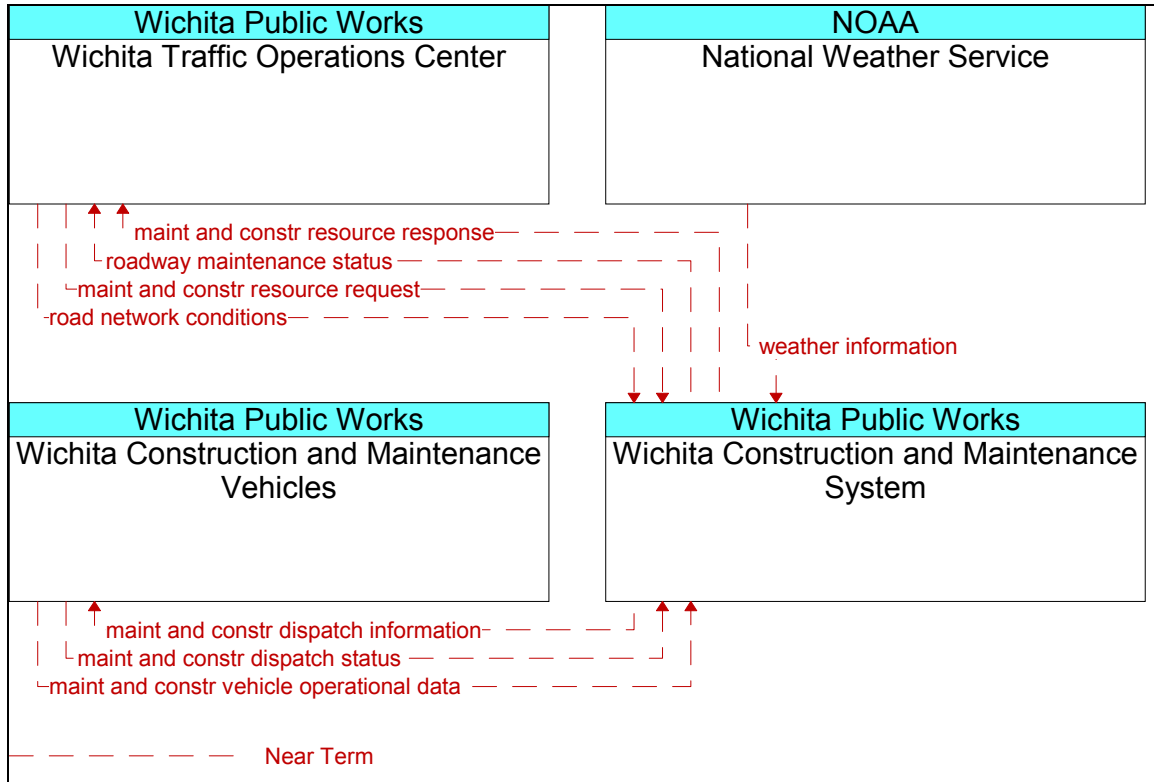 Wichita Public Works
Wichita Traffic Operations Center
NOAA
National Weather Service
maint and constr resource response
roadway maintenance status
maint and constr resource request
road network conditions
weather information
Wichita Public Works
Wichita Construction and Maintenance
Vehicles
Wichita Public Works
Wichita Construction and Maintenance
System
maint and constr dispatch information
maint and constr dispatch status
maint and constr vehicle operational data
Near Term